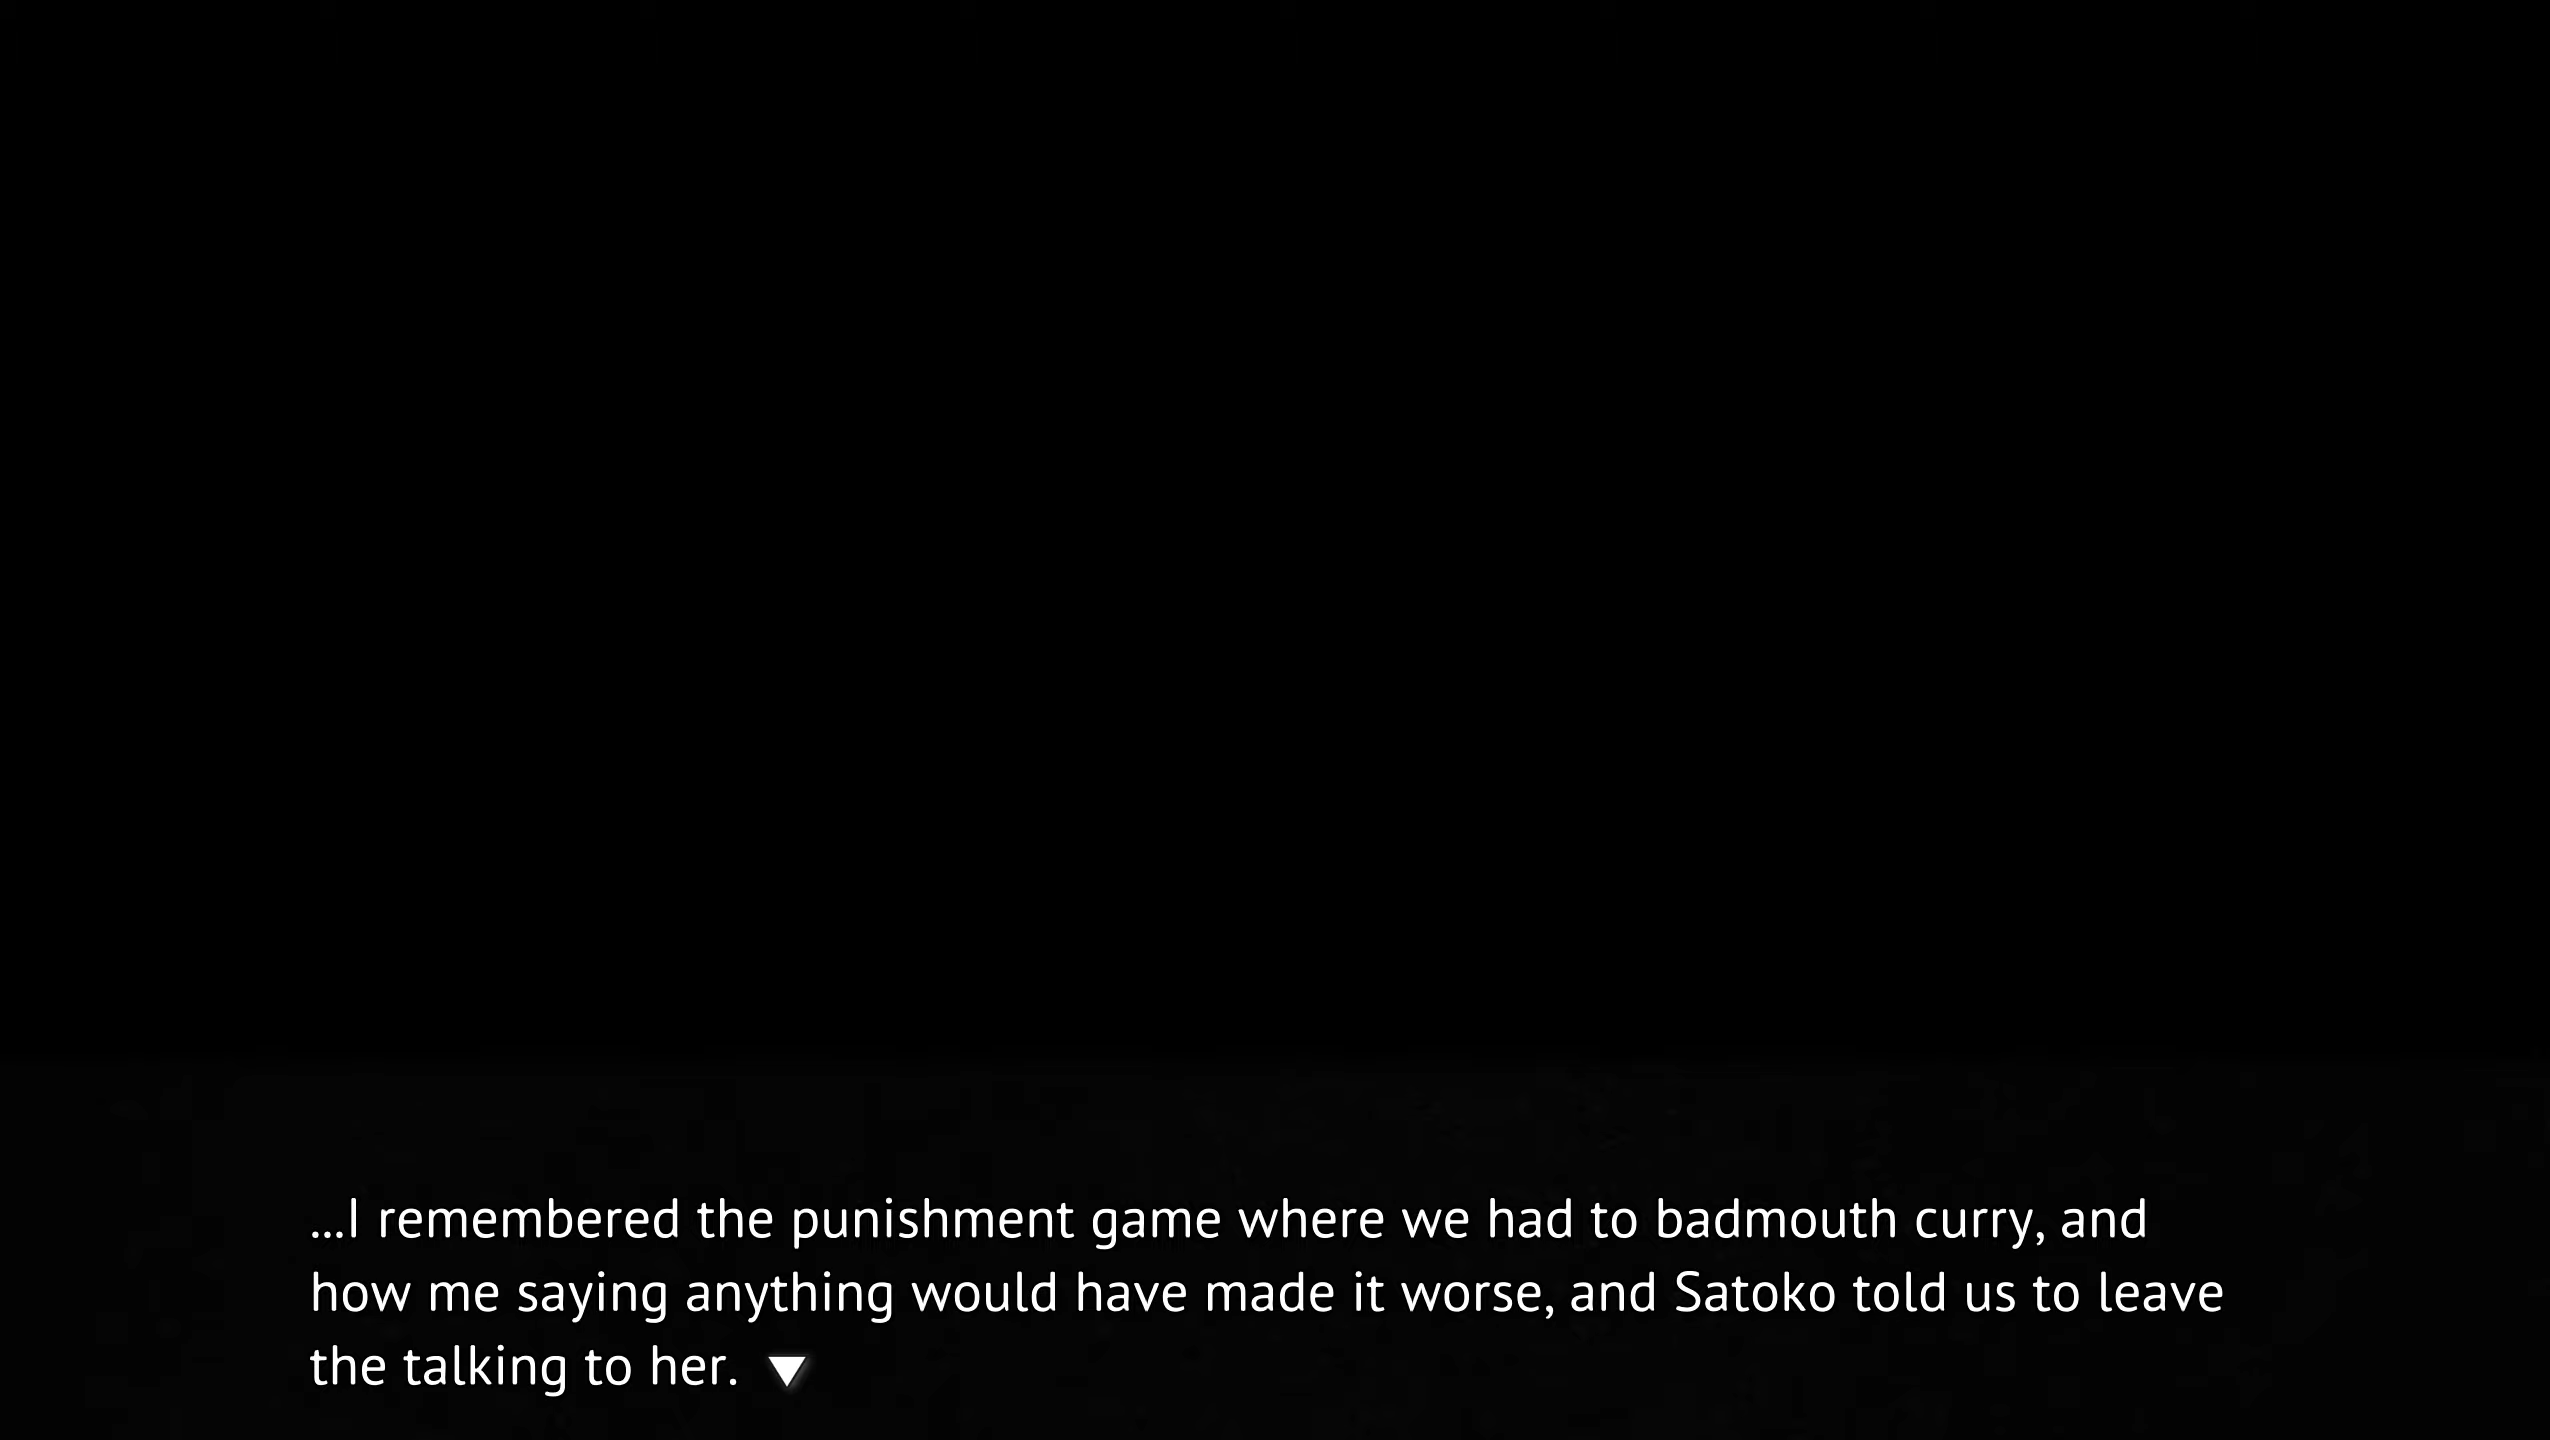 ...I remembered the punishment game where we had to badmouth curry, and
how me saying anything would have made it worse, and Satoko told us to leave
the talking to her.